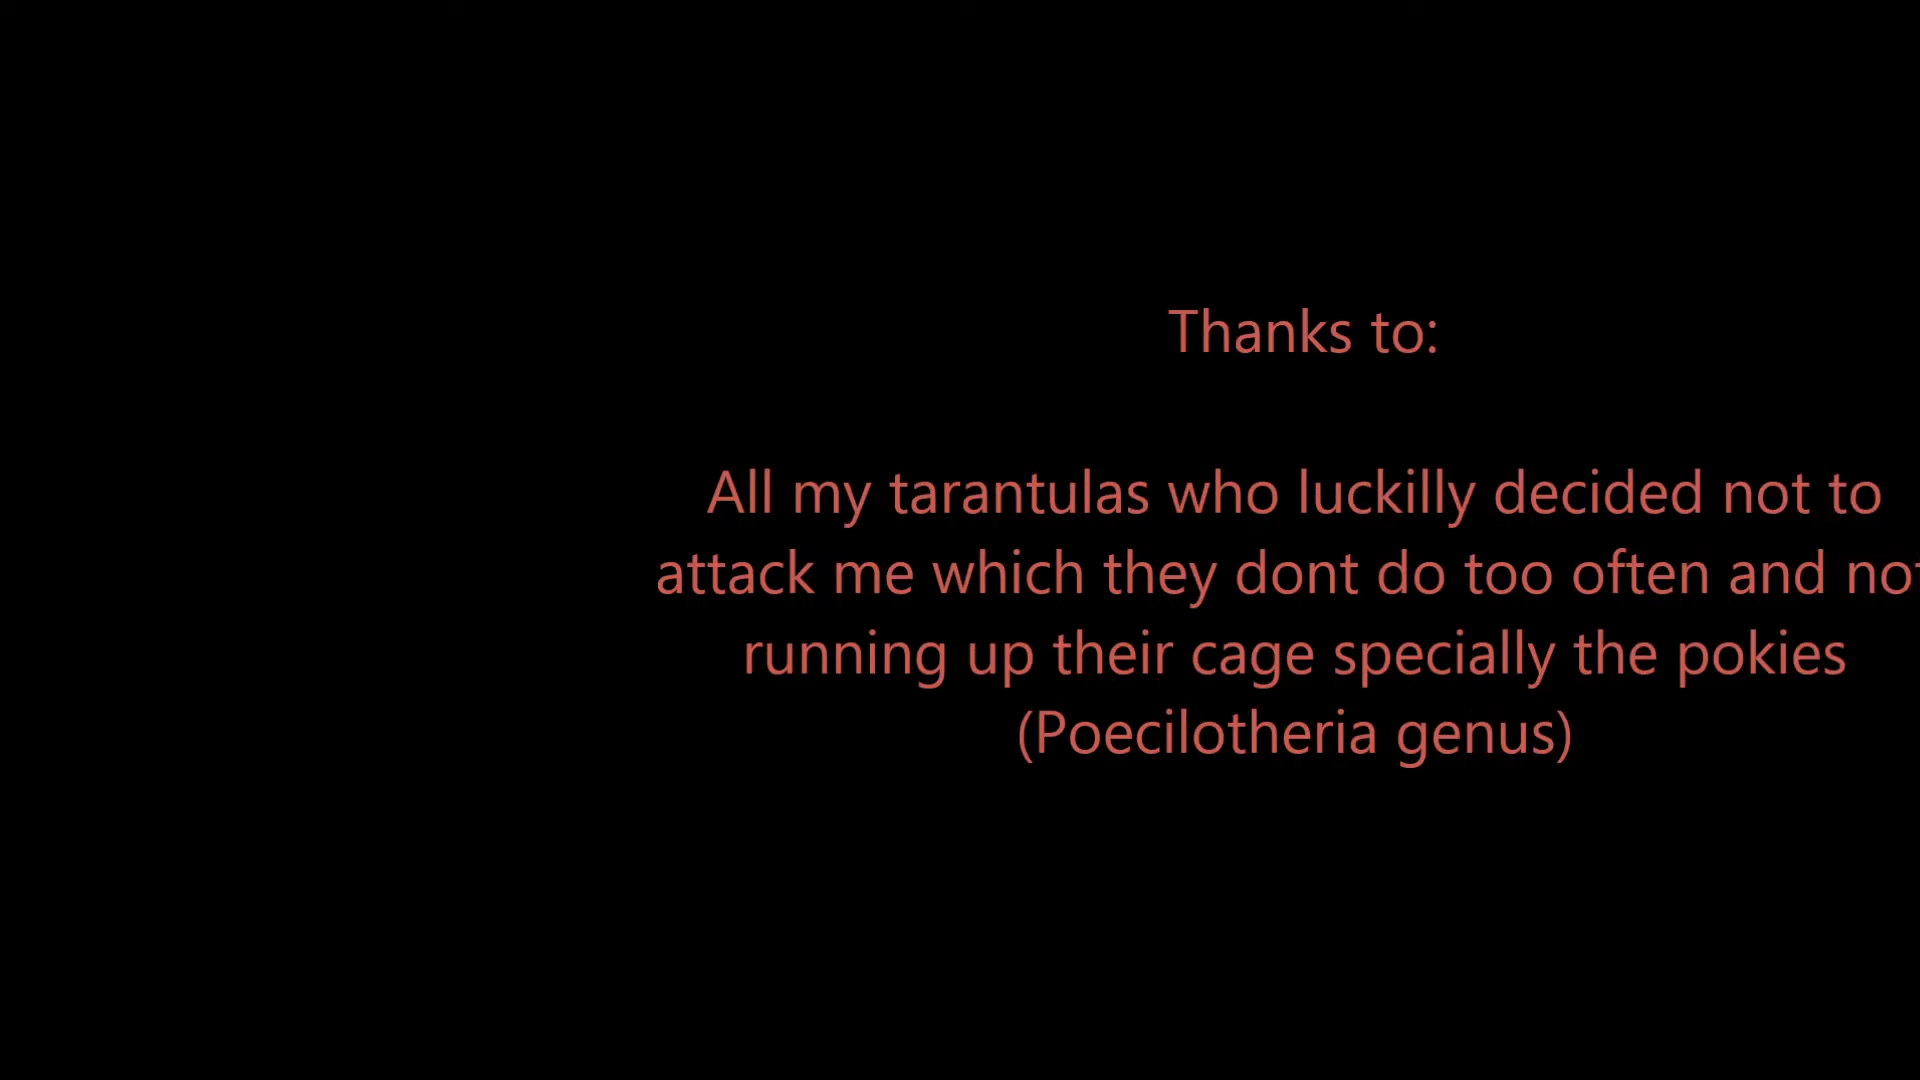 Thanks to:
All my tarantulas who luckilly decided not to
attack me which they dont do too often and not
running up their cage specially the pokies
(Poecilotheria genus)